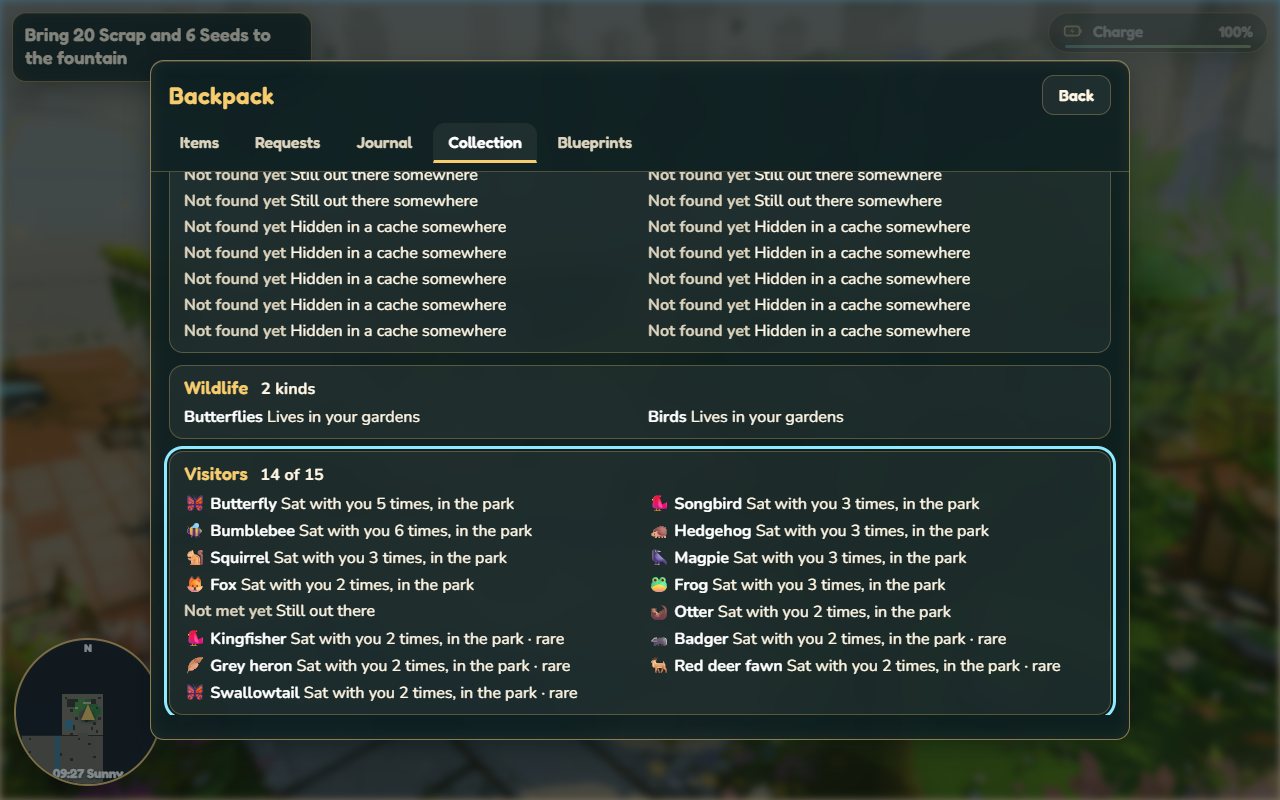 Bring 20 Scrap and 6 Seeds to
the fountain
Charge 100%
Backpack
Back
Items Requests Journal Collection Blueprints
Not found yet Still out there somewhere
Not found yet Still out there somewhere
Not found yet Still out there somewhere
Not found yet Still out there somewhere
Not found yet Hidden in a cache somewhere
Not found yet Hidden in a cache somewhere
Not found yet Hidden in a cache somewhere
Not found yet Hidden in a cache somewhere
Not found yet Hidden in a cache somewhere
Not found yet Hidden in a cache somewhere
Not found yet Hidden in a cache somewhere
Not found yet Hidden in a cache somewhere
Not found yet Hidden in a cache somewhere
Not found yet Hidden in a cache somewhere
Wildlife 2 kinds
Butterflies Lives in your gardens
Birds Lives in your gardens
Visitors 14 of 15
Butterfly Sat with you 5 times, in the park
Songbird Sat with you 3 times, in the park
Bumblebee Sat with you 6 times, in the park
Hedgehog Sat with you 3 times, in the park
Squirrel Sat with you 3 times, in the park
Magpie Sat with you 3 times, in the park
Fox Sat with you 2 times, in the park
Frog Sat with you 3 times, in the park
Not met yet Still out there
Otter Sat with you 2 times, in the park
Kingfisher Sat with you 2 times, in the park · rare
Badger Sat with you 2 times, in the park · rare
Grey heron Sat with you 2 times, in the park · rare
Red deer fawn Sat with you 2 times, in the park · rare
Swallowtail Sat with you 2 times, in the park · rare
N
09:27 Sunny